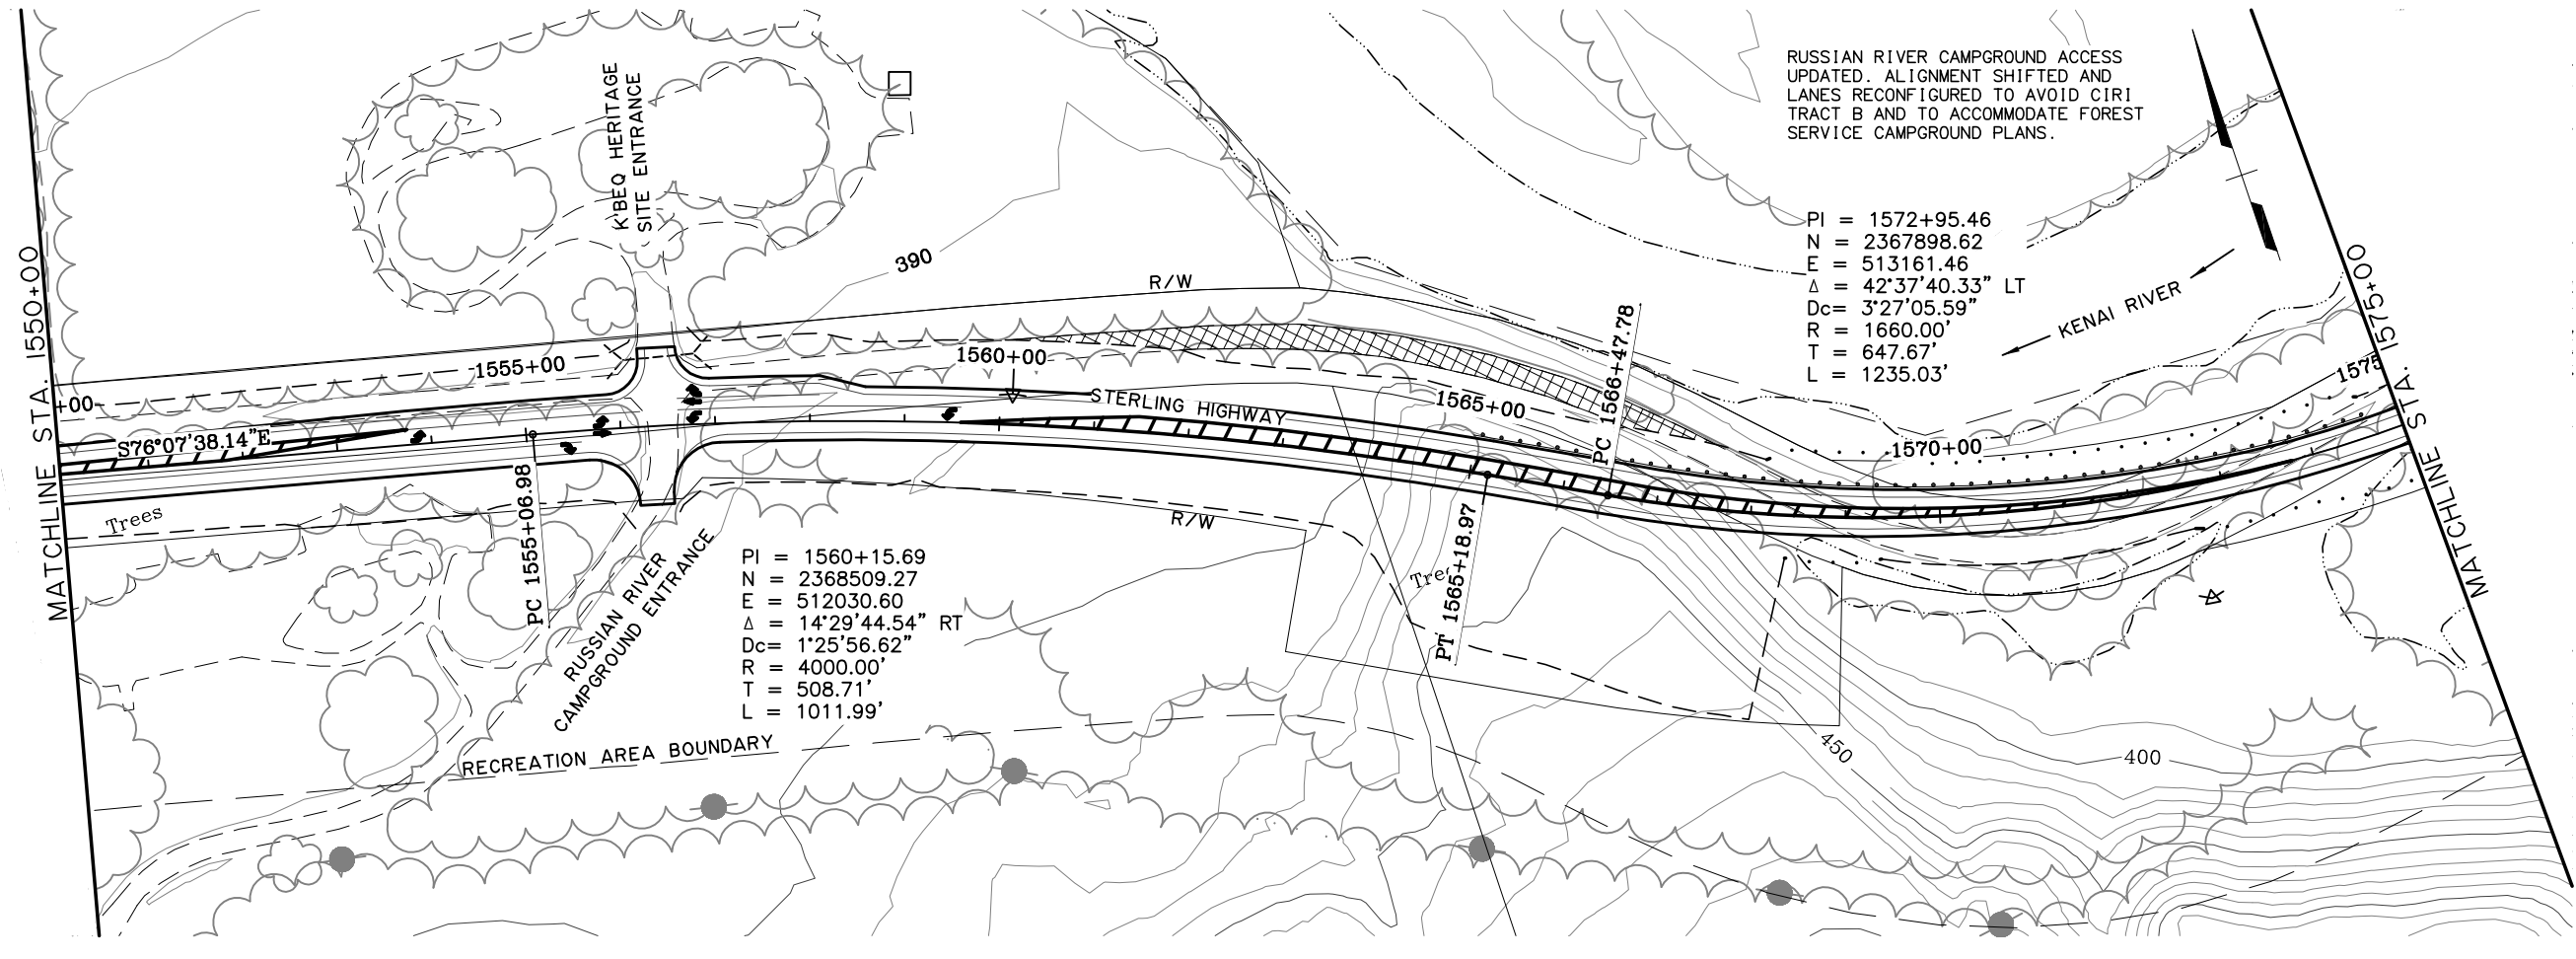 RUSSIAN RIVER CAMPGROUND ACCESS
UPDATED. ALIGNMENT SHIFTED AND
LANES RECONFIGURED TO AVOID CIRI
TRACT B AND TO ACCOMMODATE FOREST
SERVICE CAMPGROUND PLANS.
K'BEQ HERITAGE
SITE ENTRANCE
PI = 1572+95.46
N = 2367898.62
E = 513161.46
Δ = 42°37'40.33" LT
Dc= 3°27'05.59"
R = 1660.00'
T = 647.67'
L = 1235.03'
MATCHLINE STA. 1550+00
390
R/W
KENAI RIVER
MATCHLINE STA. 1575+00
1555+00
1560+00
1575
+00
STERLING HIGHWAY
1565+00
PC 1566+47.78
S76°07'38.14"E
1570+00
Trees
PC 1555+06.98
R/W
PT 1565+18.97
Trees
RUSSIAN RIVER
CAMPGROUND ENTRANCE
PI = 1560+15.69
N = 2368509.27
E = 512030.60
Δ = 14°29'44.54" RT
Dc= 1°25'56.62"
R = 4000.00'
T = 508.71'
L = 1011.99'
RECREATION AREA BOUNDARY
450
400